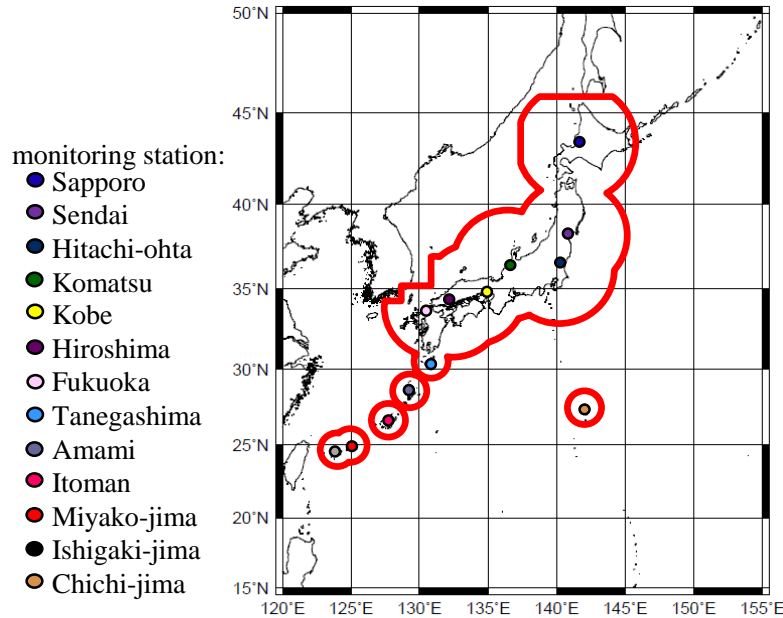 50°N
45°N
40°N
35°N
30°N
25°N
20°N
15°N
120°E 125°E 130°E 135°E 140°E 145°E 150°E 155°E
monitoring station:
Sapporo
Sendai
Hitachi-ohta
Komatsu
Kobe
Hiroshima
Fukuoka
Tanegashima
Amami
Itoman
Miyako-jima
Ishigaki-jima
Chichi-jima